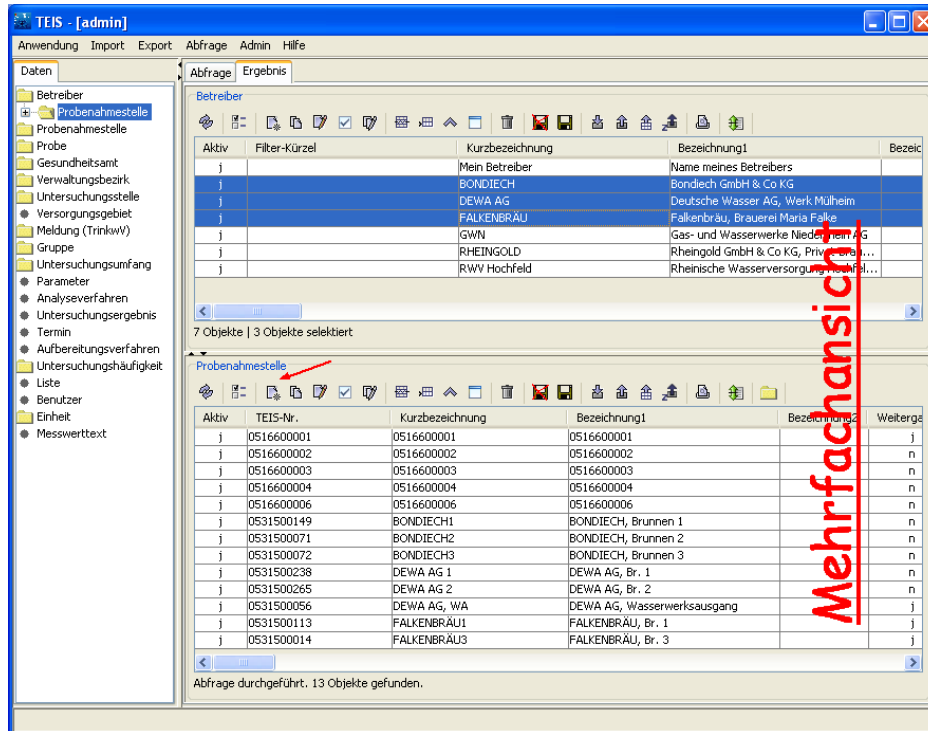 TEIS - [admin]
Anwendung Import Export Abfrage Admin Hilfe
Daten
Betreiber
Probenahmestelle
Probenahmestelle
Probe
Gesundheitsamt
Verwaltungsbezirk
Untersuchungsstelle
Versorgungsgebiet
Meldung (TrinkwV)
Gruppe
Untersuchungsumfang
Parameter
Analyseverfahren
Untersuchungsergebnis
Termin
Aufbereitungsverfahren
Untersuchungshäufigkeit
Liste
Benutzer
Einheit
Messwerttext
Abfrage Ergebnis
Betreiber
Aktiv Filter-Kürzel Kurzbezeichnung Bezeichnung1 Bezeic
j Mein Betreiber Name meines Betreibers
j BONDIECH Bondiech GmbH & Co KG
j DEWA AG Deutsche Wasser AG, Werk Mülheim
j FALKENBRÄU Falkenbräu, Brauerei Maria Falke
j GWN Gas- und Wasserwerke Niederrhein AG
j RHEINGOLD Rheingold GmbH & Co KG, Privat-Brau...
j RWV Hochfeld Rheinische Wasserversorgung Hochfel...
7 Objekte | 3 Objekte selektiert
Probenahmestelle
Aktiv TEIS-Nr. Kurzbezeichnung Bezeichnung1 Bezeichnung2 Weiterga
j 0516600001 0516600001 0516600001 j
j 0516600002 0516600002 0516600002 n
j 0516600003 0516600003 0516600003 n
j 0516600004 0516600004 0516600004 n
j 0516600006 0516600006 0516600006 n
j 0531500149 BONDIECH1 BONDIECH, Brunnen 1 n
j 0531500071 BONDIECH2 BONDIECH, Brunnen 2 n
j 0531500072 BONDIECH3 BONDIECH, Brunnen 3 n
j 0531500238 DEWA AG 1 DEWA AG, Br. 1 n
j 0531500265 DEWA AG 2 DEWA AG, Br. 2 n
j 0531500056 DEWA AG, WA DEWA AG, Wasserwerksausgang j
j 0531500113 FALKENBRÄU1 FALKENBRÄU, Br. 1 j
j 0531500014 FALKENBRÄU3 FALKENBRÄU, Br. 3 j
Abfrage durchgeführt. 13 Objekte gefunden.
Mehrfachansicht